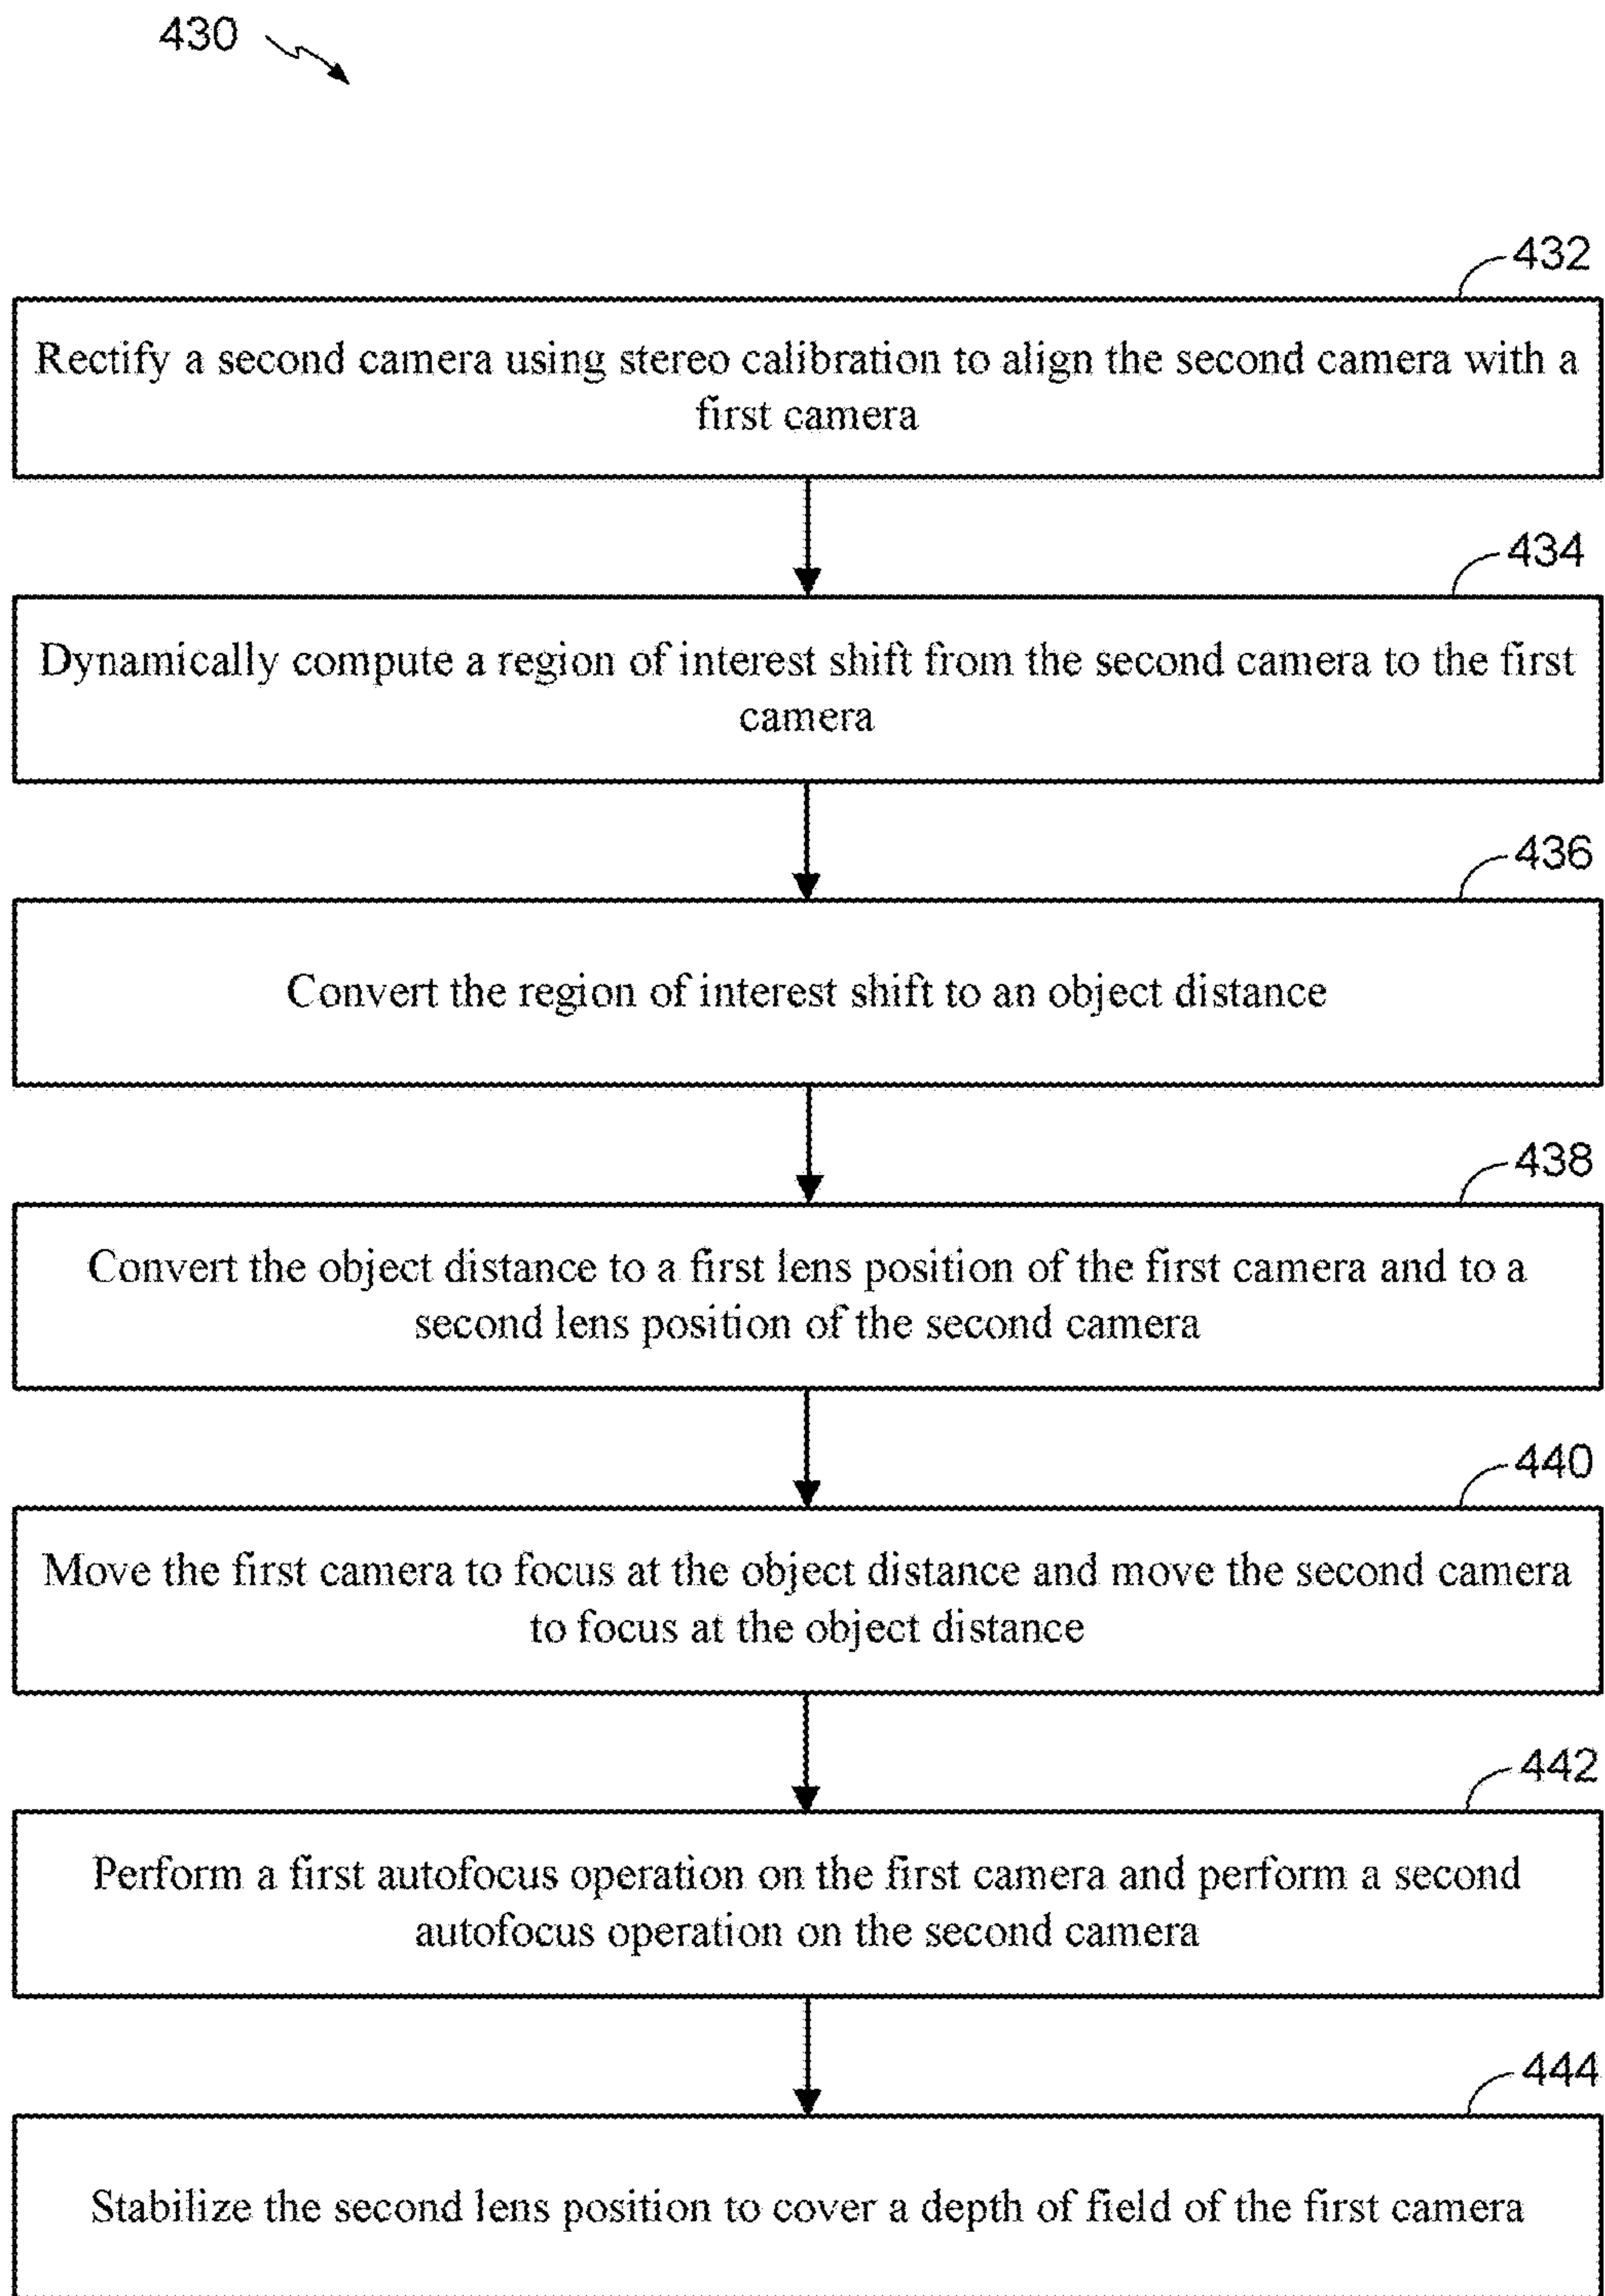 430
432
Rectify a second camera using stereo calibration to align the second camera with a
first camera
434
Dynamically compute a region of interest shift from the second camera to the first
camera
436
Convert the region of interest shift to an object distance
438
Convert the object distance to a first lens position of the first camera and to a
second lens position of the second camera
440
Move the first camera to focus at the object distance and move the second camera
to focus at the object distance
442
Perform a first autofocus operation on the first camera and perform a second
autofocus operation on the second camera
444
Stabilize the second lens position to cover a depth of field of the first camera